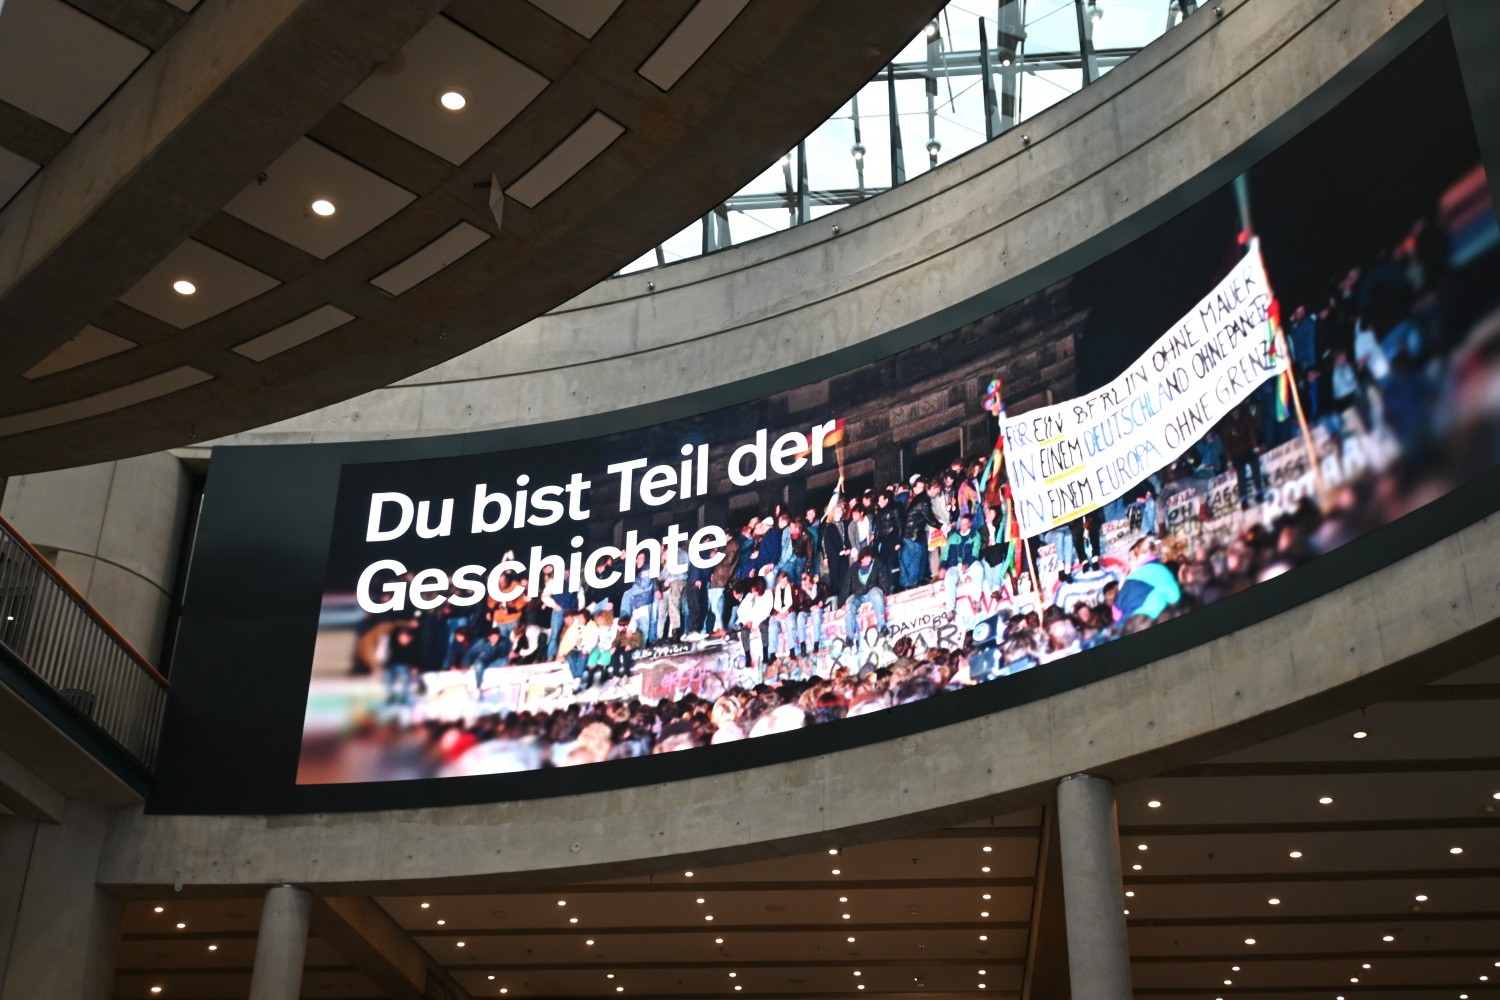 Du bist Teil der
Geschichte
FÜR EIN BERLIN OHNE MAUER
IN EINEM DEUTSCHLAND OHNE PANZER
IN EINEM EUROPA OHNE GRENZ
DAVID